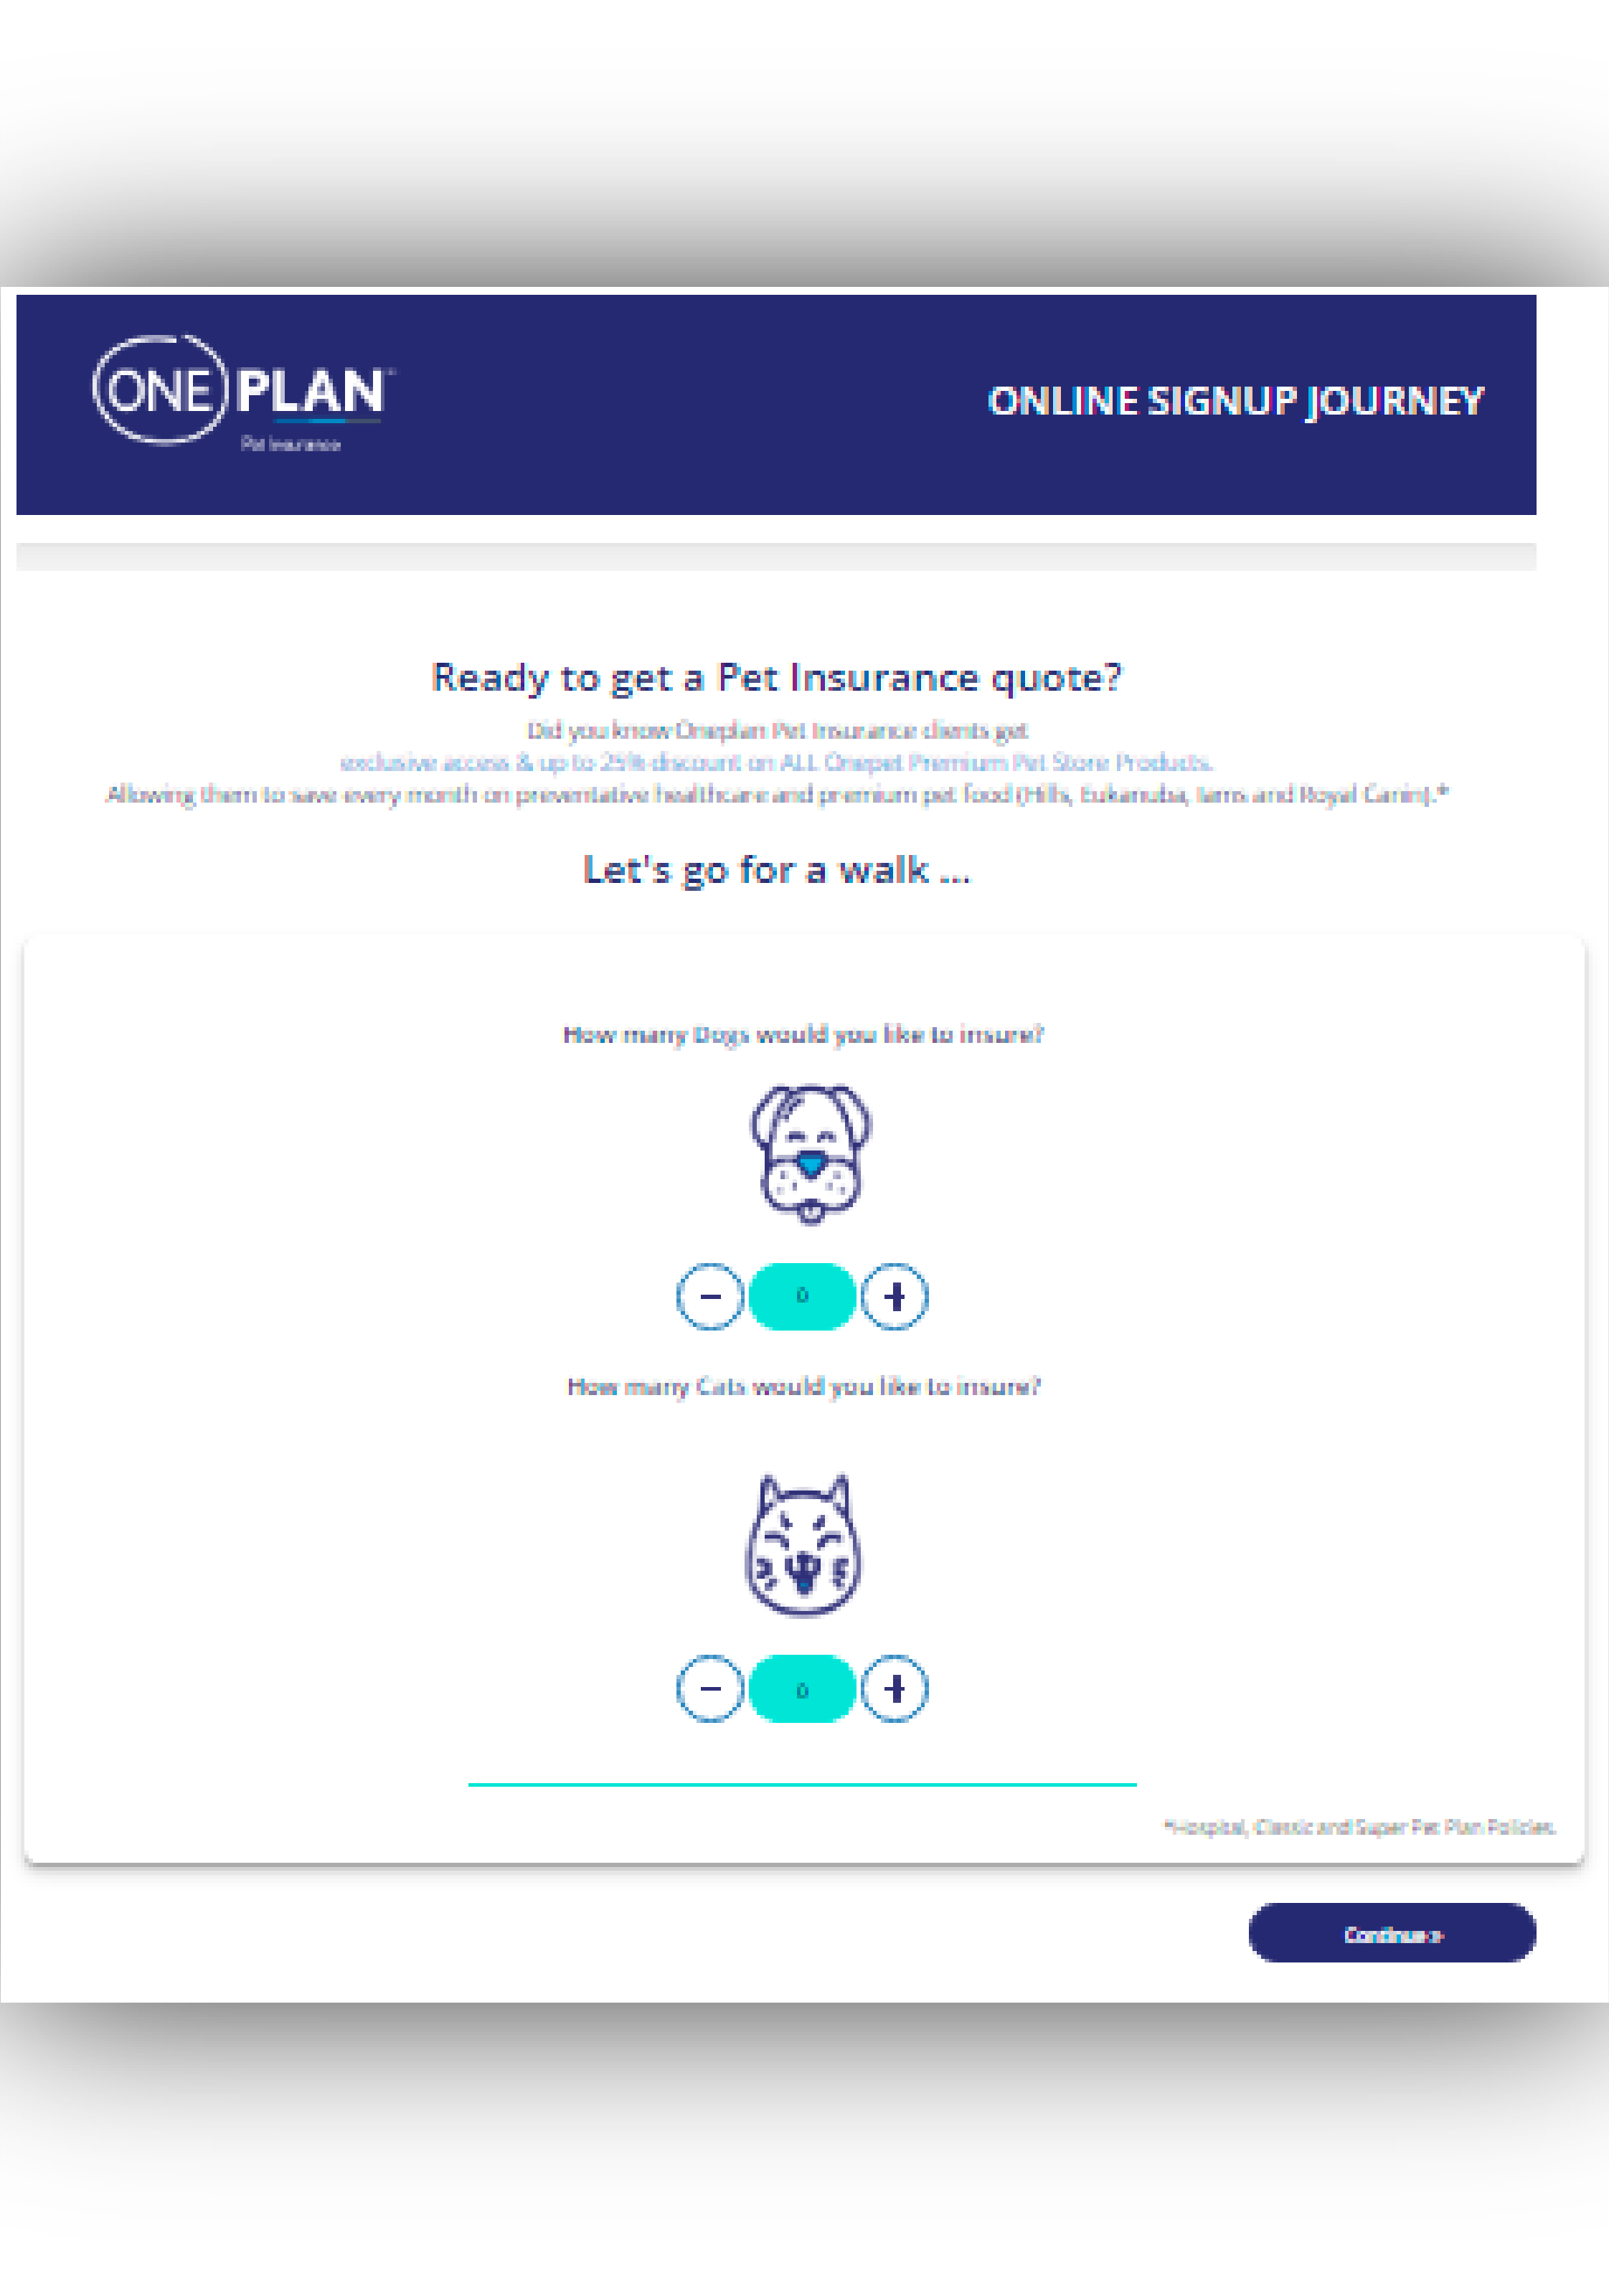 ONE PLAN
Pet Insurance
ONLINE SIGNUP JOURNEY
Ready to get a Pet Insurance quote?
Did you know Oneplan Pet Insurance clients get
exclusive access & up to 25% discount on ALL Onepet Premium Pet Store Products.
Allowing them to save every month on preventative healthcare and premium pet food (Hills, Eukanuba, Iams and Royal Canin).*
Let's go for a walk ...
How many Dogs would you like to insure?
− 0 +
How many Cats would you like to insure?
− 0 +
*Hospital, Classic and Super Pet Plan Policies.
Continue »